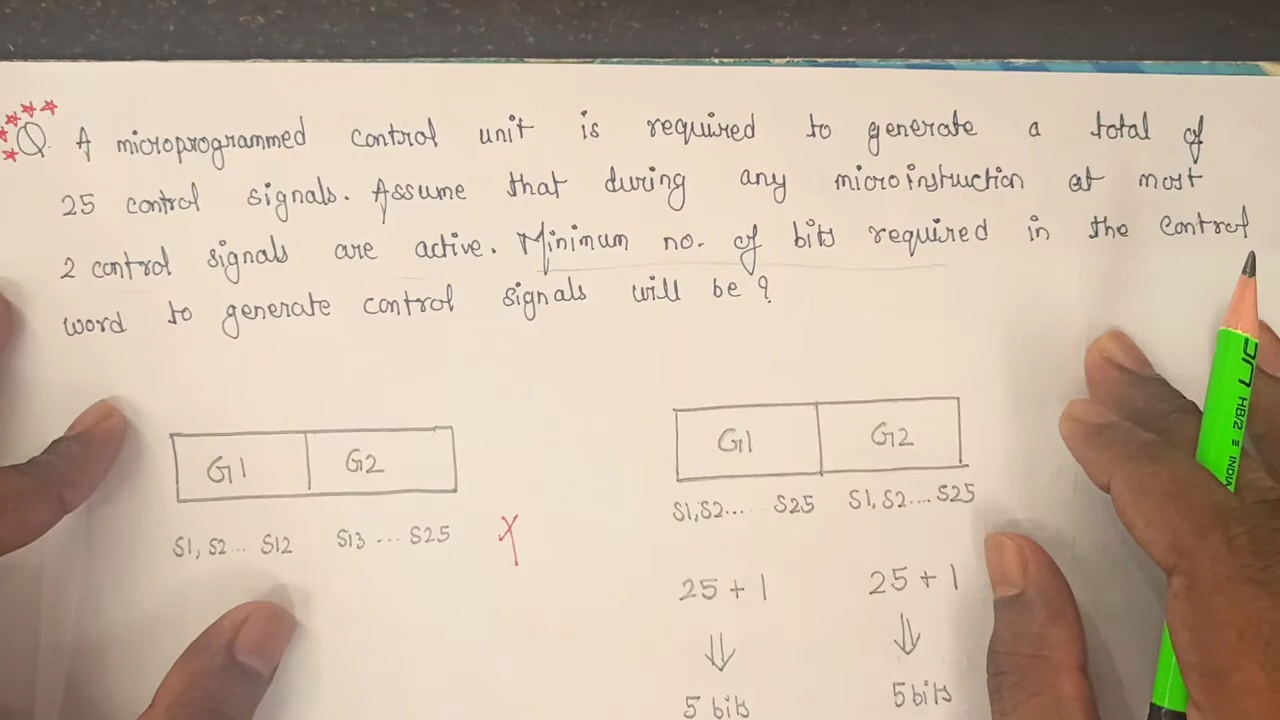 Q. A microprogrammed control unit is required to generate a total of
25 control signals. Assume that during any microinstruction at most
2 control signals are active. Minimum no. of bits required in the control
word to generate control signals will be?
G1 G2
S1, S2... S12 S13 ... S25 X
G1 G2
S1, S2... S25 S1, S2... S25
25 + 1 25 + 1
⇓ ⇓
5 bits 5 bits
HB/2 = INDIA